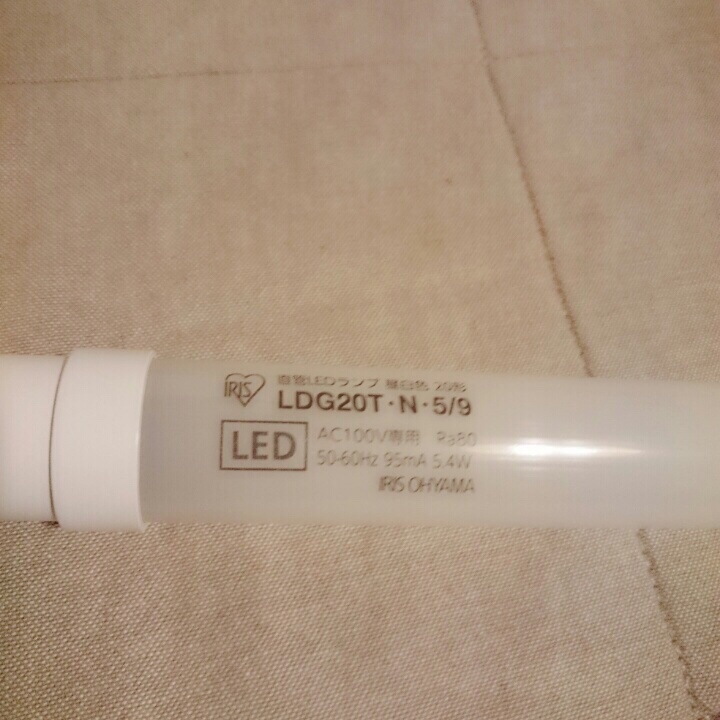 IRIS
直管LEDランプ 昼白色 20形
LDG20T・N・5/9
LED
AC100V専用 Ra80
50-60Hz 95mA 5.4W
IRIS OHYAMA